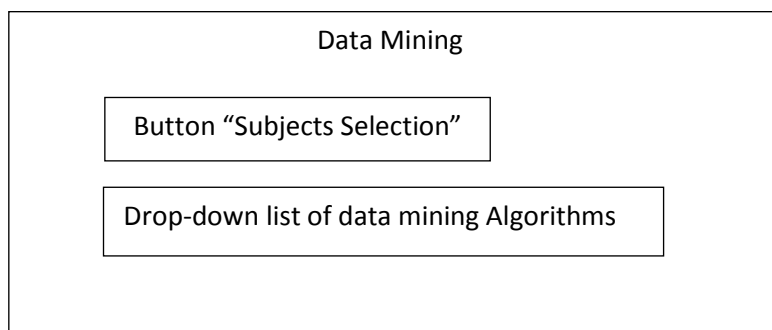 Data Mining
Button “Subjects Selection”
Drop-down list of data mining Algorithms